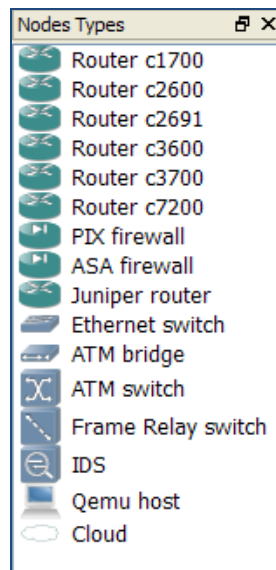 Nodes Types
Router c1700
Router c2600
Router c2691
Router c3600
Router c3700
Router c7200
PIX firewall
ASA firewall
Juniper router
Ethernet switch
ATM bridge
ATM switch
Frame Relay switch
IDS
Qemu host
Cloud